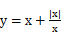 y = x + |x|/x